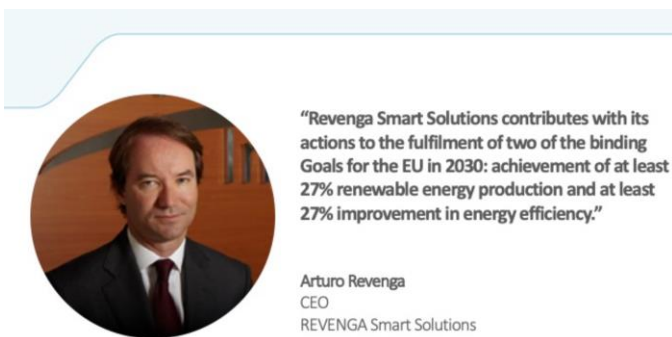 “Revenga Smart Solutions contributes with its
actions to the fulfilment of two of the binding
Goals for the EU in 2030: achievement of at least
27% renewable energy production and at least
27% improvement in energy efficiency.”
Arturo Revenga
CEO
REVENGA Smart Solutions